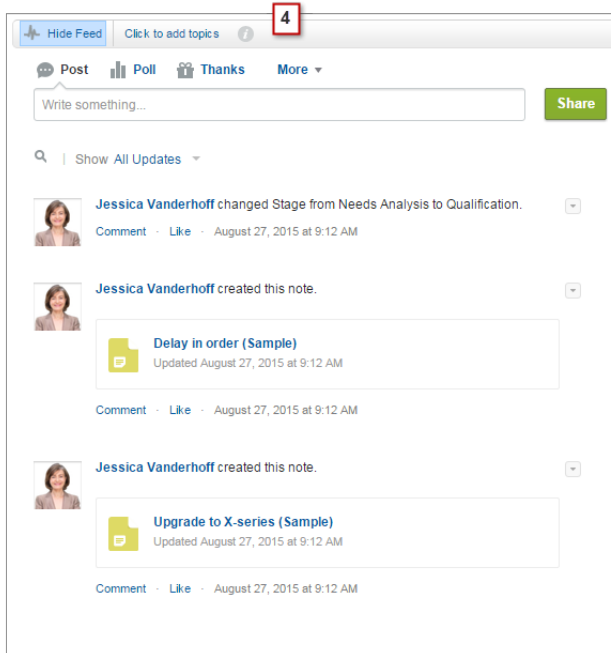 4
Hide Feed Click to add topics i
Post Poll Thanks More
Write something... Share
Show All Updates
Jessica Vanderhoff changed Stage from Needs Analysis to Qualification.
Comment · Like · August 27, 2015 at 9:12 AM
Jessica Vanderhoff created this note.
Delay in order (Sample)
Updated August 27, 2015 at 9:12 AM
Comment · Like · August 27, 2015 at 9:12 AM
Jessica Vanderhoff created this note.
Upgrade to X-series (Sample)
Updated August 27, 2015 at 9:12 AM
Comment · Like · August 27, 2015 at 9:12 AM